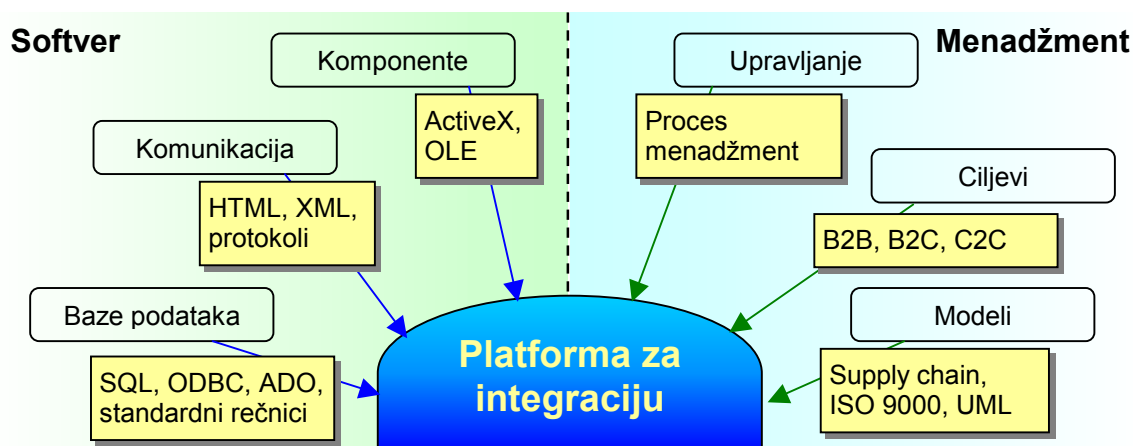 Softver
Menadžment
Komponente
ActiveX,
OLE
Komunikacija
HTML, XML,
protokoli
Baze podataka
SQL, ODBC, ADO,
standardni rečnici
Upravljanje
Proces
menadžment
Ciljevi
B2B, B2C, C2C
Modeli
Supply chain,
ISO 9000, UML
Platforma za
integraciju